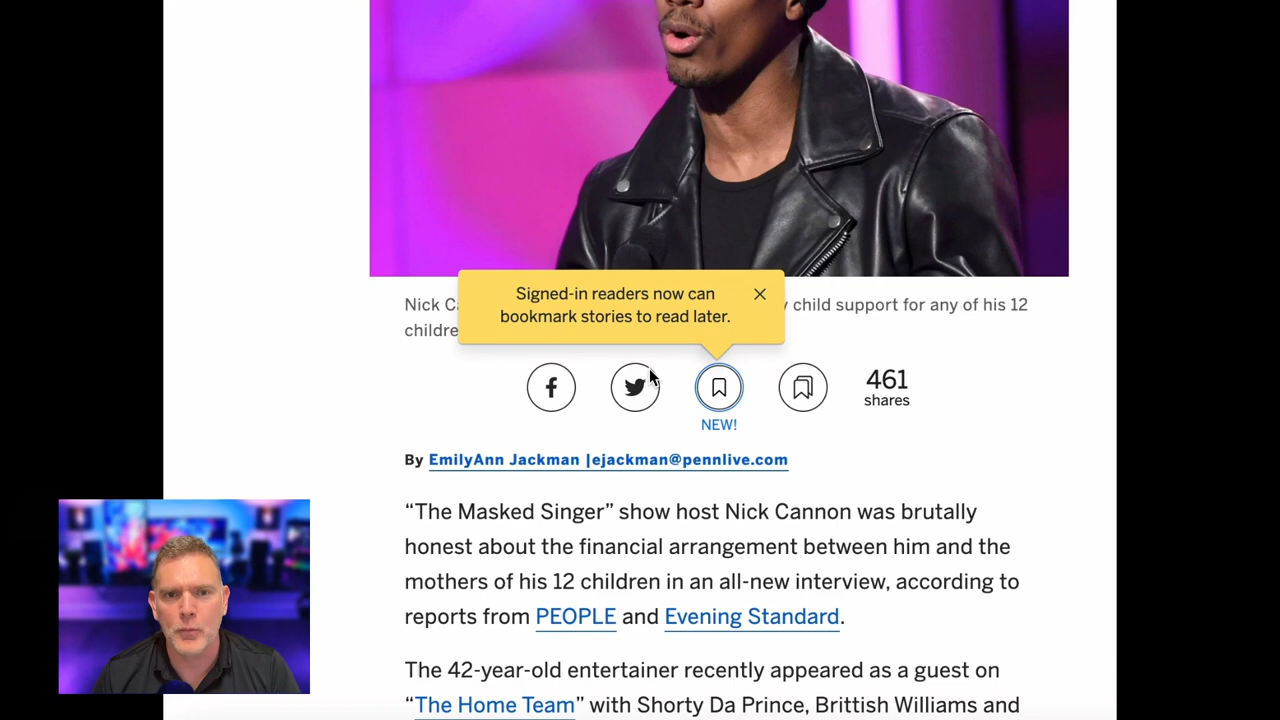 Signed-in readers now can
bookmark stories to read later.
Nick C
y child support for any of his 12
childre
461
shares
NEW!
By EmilyAnn Jackman |ejackman@pennlive.com
“The Masked Singer” show host Nick Cannon was brutally
honest about the financial arrangement between him and the
mothers of his 12 children in an all-new interview, according to
reports from PEOPLE and Evening Standard.
The 42-year-old entertainer recently appeared as a guest on
“The Home Team” with Shorty Da Prince, Brittish Williams and